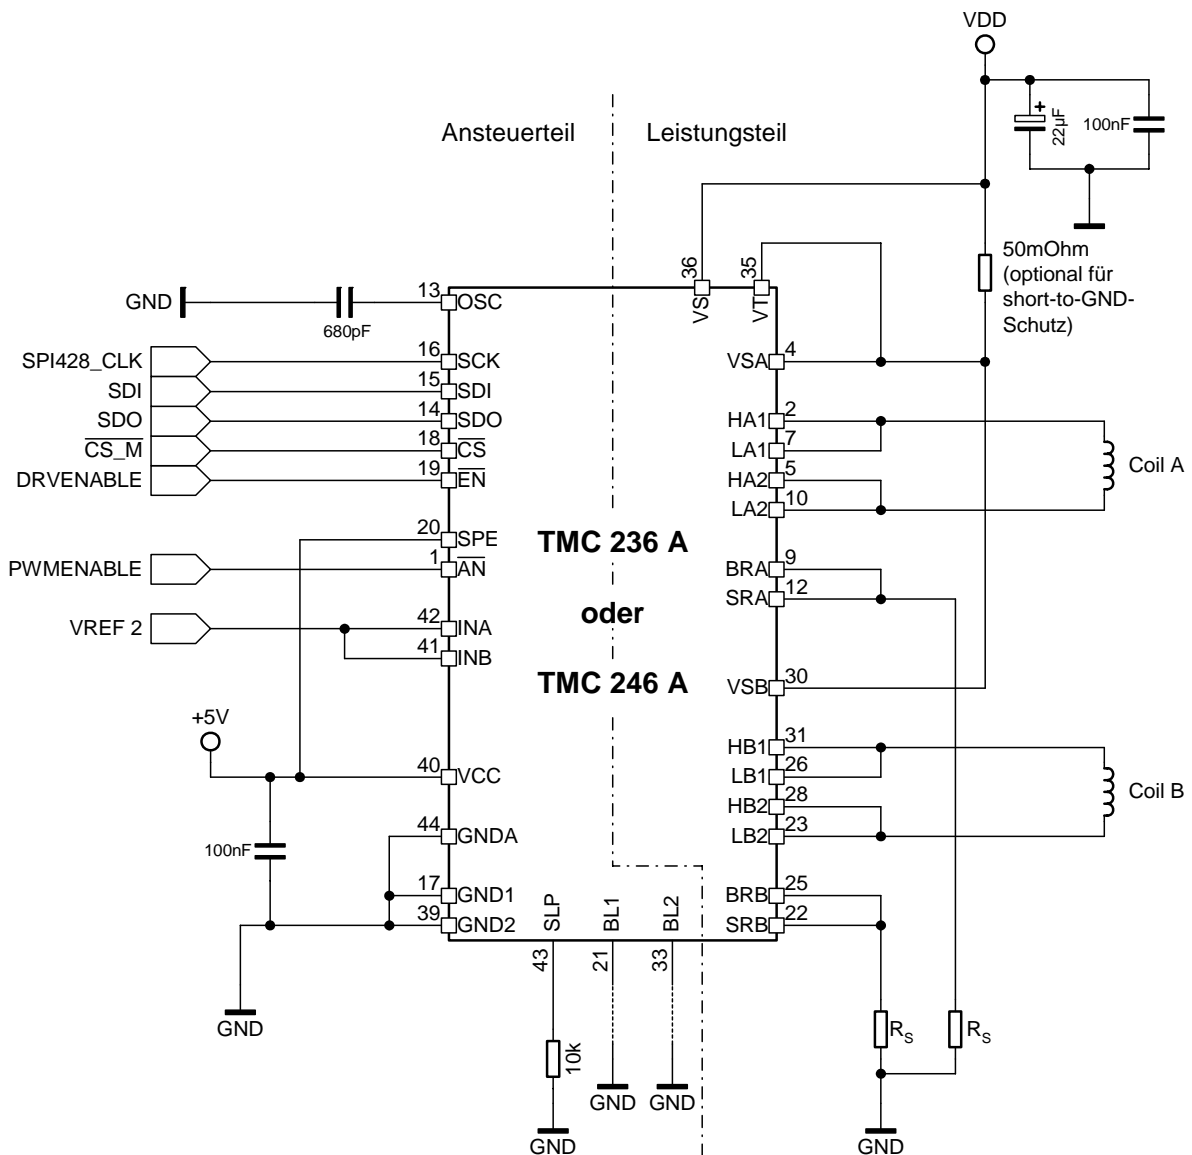 VDD
Ansteuerteil
Leistungsteil
+
22µF
100nF
36
35
VS
VT
50mOhm
(optional für
short-to-GND-
Schutz)
GND
680pF
13
OSC
SPI428_CLK
16
SCK
SDI
15
SDI
SDO
14
SDO
CS_M
18
CS
DRVENABLE
19
EN
20
SPE
PWMENABLE
1
AN
VREF 2
42
INA
41
INB
+5V
40
VCC
100nF
44
GNDA
17
GND1
39
GND2
GND
TMC 236 A
oder
TMC 246 A
VSA
4
HA1
2
LA1
7
HA2
5
LA2
10
Coil A
BRA
9
SRA
12
VSB
30
HB1
31
LB1
26
HB2
28
LB2
23
Coil B
BRB
25
SRB
22
SLP
BL1
BL2
43
21
33
10k
GND
GND
GND
RS
RS
GND